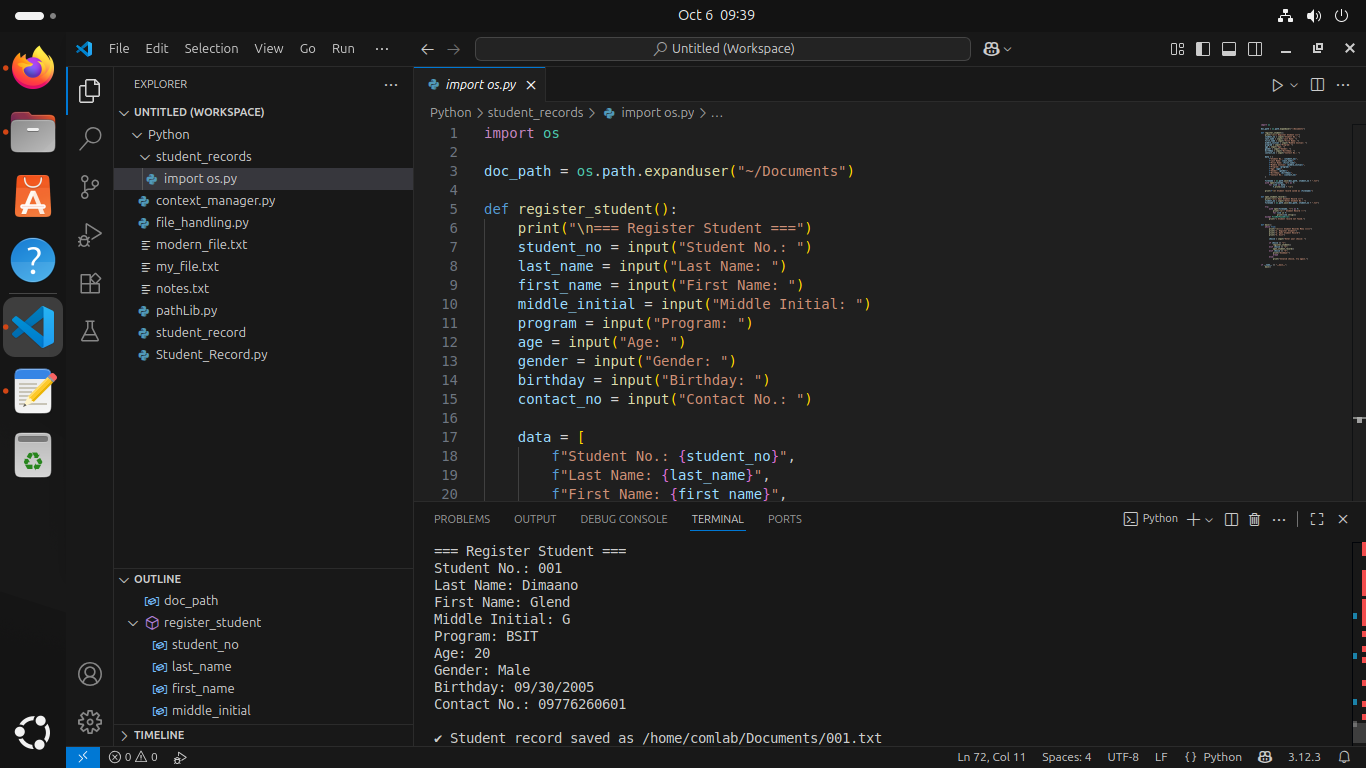 Oct 6 09:39
File Edit Selection View Go Run ···
Untitled (Workspace)
EXPLORER
UNTITLED (WORKSPACE)
Python
student_records
import os.py
context_manager.py
file_handling.py
modern_file.txt
my_file.txt
notes.txt
pathLib.py
student_record
Student_Record.py
OUTLINE
doc_path
register_student
student_no
last_name
first_name
middle_initial
TIMELINE
import os.py
Python > student_records > import os.py > ...
1 import os
2
3 doc_path = os.path.expanduser("~/Documents")
4
5 def register_student():
6 print("\n=== Register Student ===")
7 student_no = input("Student No.: ")
8 last_name = input("Last Name: ")
9 first_name = input("First Name: ")
10 middle_initial = input("Middle Initial: ")
11 program = input("Program: ")
12 age = input("Age: ")
13 gender = input("Gender: ")
14 birthday = input("Birthday: ")
15 contact_no = input("Contact No.: ")
16
17 data = [
18 f"Student No.: {student_no}",
19 f"Last Name: {last_name}",
20 f"First Name: {first_name}",
PROBLEMS OUTPUT DEBUG CONSOLE TERMINAL PORTS
Python
=== Register Student ===
Student No.: 001
Last Name: Dimaano
First Name: Glend
Middle Initial: G
Program: BSIT
Age: 20
Gender: Male
Birthday: 09/30/2005
Contact No.: 09776260601
✔ Student record saved as /home/comlab/Documents/001.txt
0 0 Ln 72, Col 11 Spaces: 4 UTF-8 LF {} Python 3.12.3